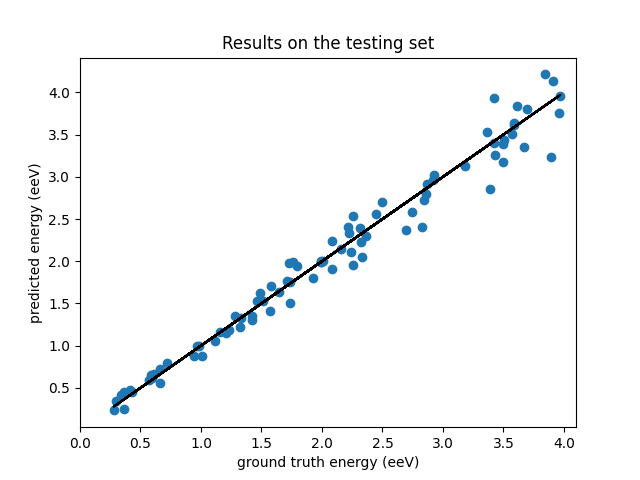 Results on the testing set
predicted energy (eeV)
4.0
3.5
3.0
2.5
2.0
1.5
1.0
0.5
0.0 0.5 1.0 1.5 2.0 2.5 3.0 3.5 4.0
ground truth energy (eeV)